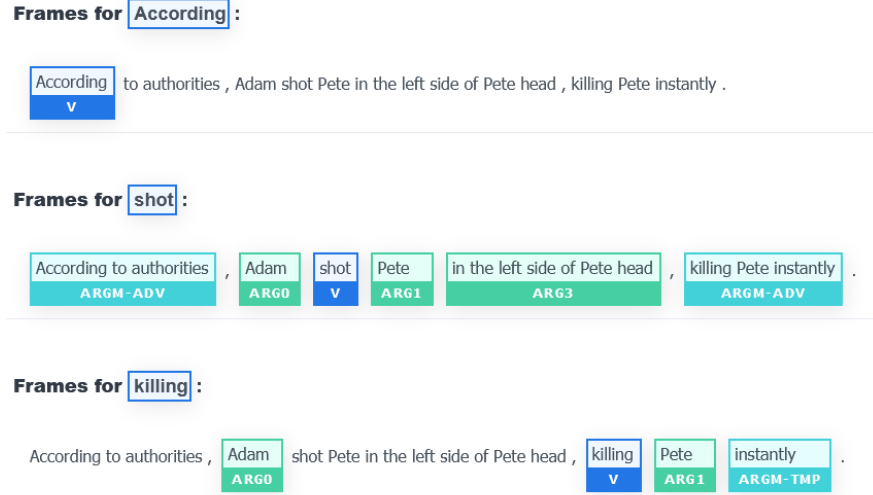 Frames for According :
According to authorities , Adam shot Pete in the left side of Pete head , killing Pete instantly .
V
Frames for shot :
According to authorities , Adam shot Pete in the left side of Pete head , killing Pete instantly .
ARGM-ADV ARG0 V ARG1 ARG3 ARGM-ADV
Frames for killing :
According to authorities , Adam shot Pete in the left side of Pete head , killing Pete instantly .
ARG0 V ARG1 ARGM-TMP